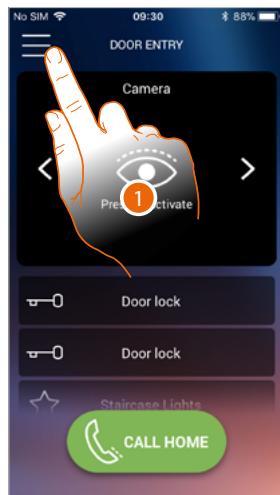 No SIM 09:30 88%
DOOR ENTRY
Camera
1
Door lock
Door lock
Staircase Lights
CALL HOME